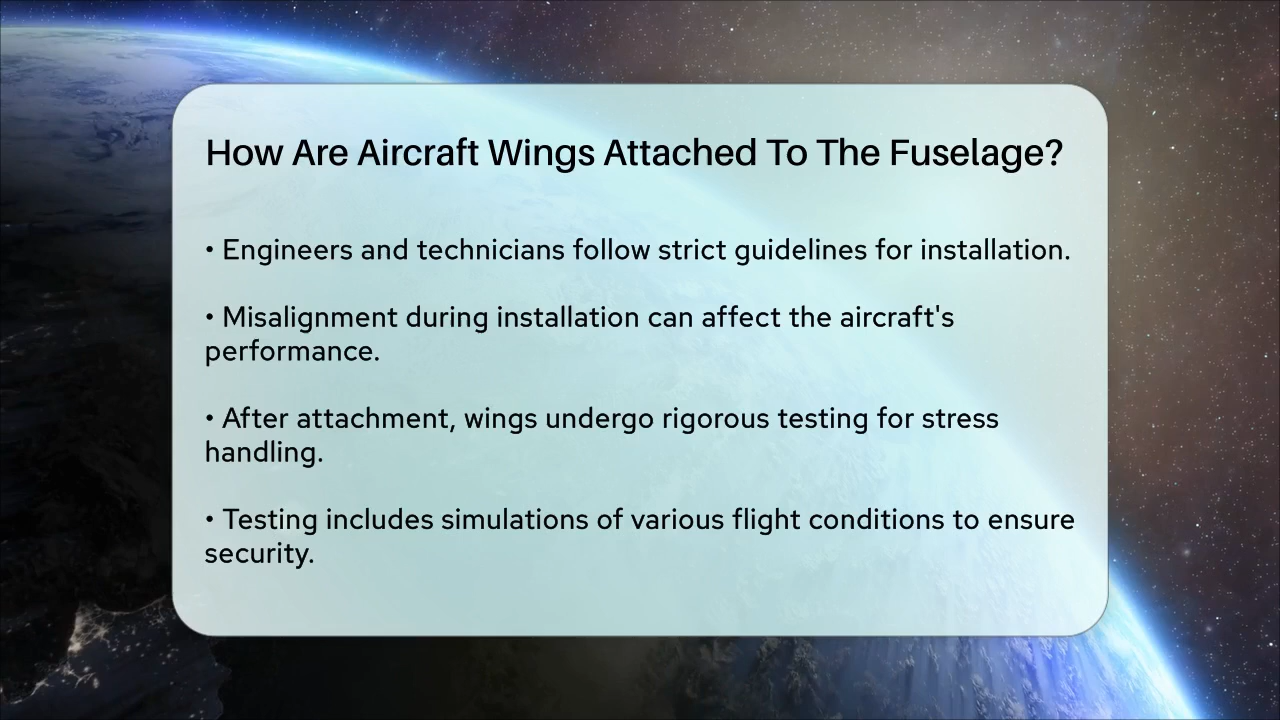 How Are Aircraft Wings Attached To The Fuselage?
• Engineers and technicians follow strict guidelines for installation.
• Misalignment during installation can affect the aircraft's
performance.
• After attachment, wings undergo rigorous testing for stress
handling.
• Testing includes simulations of various flight conditions to ensure
security.